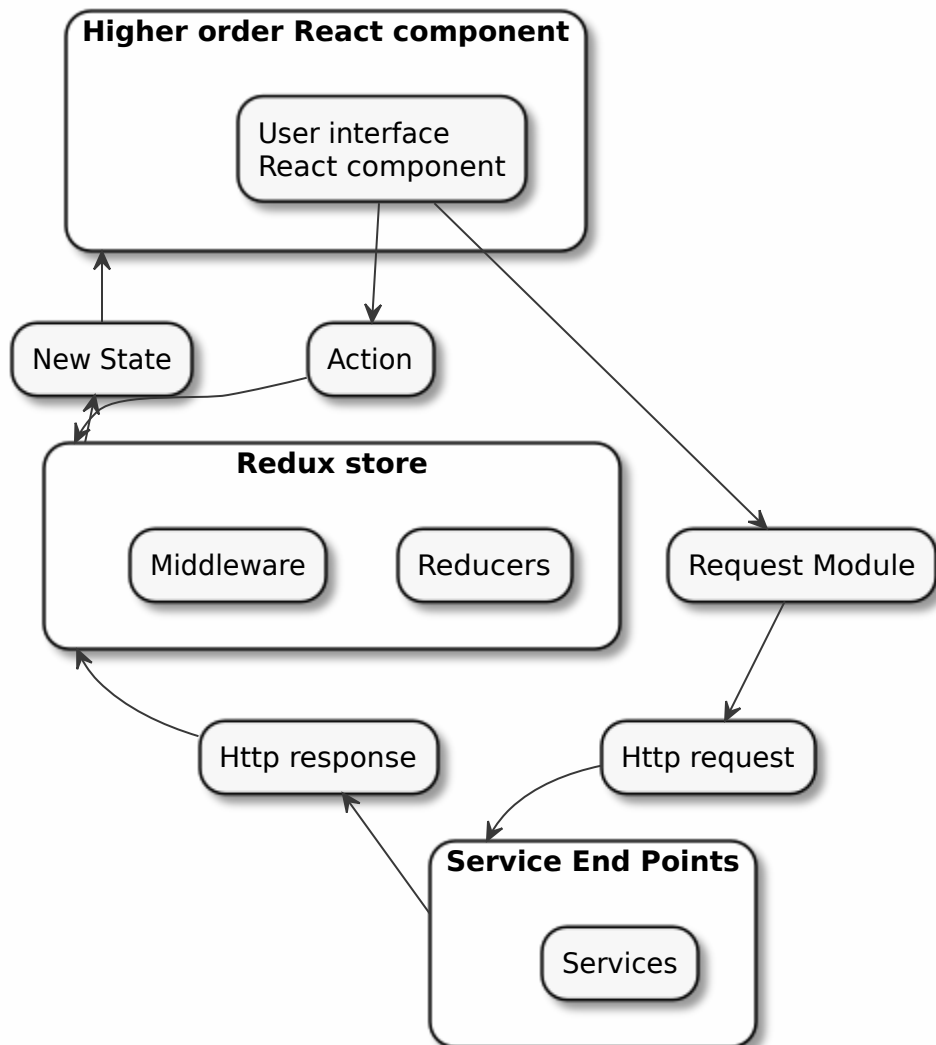 Higher order React component
User interface
React component
New State
Action
Redux store
Middleware
Reducers
Request Module
Http response
Http request
Service End Points
Services